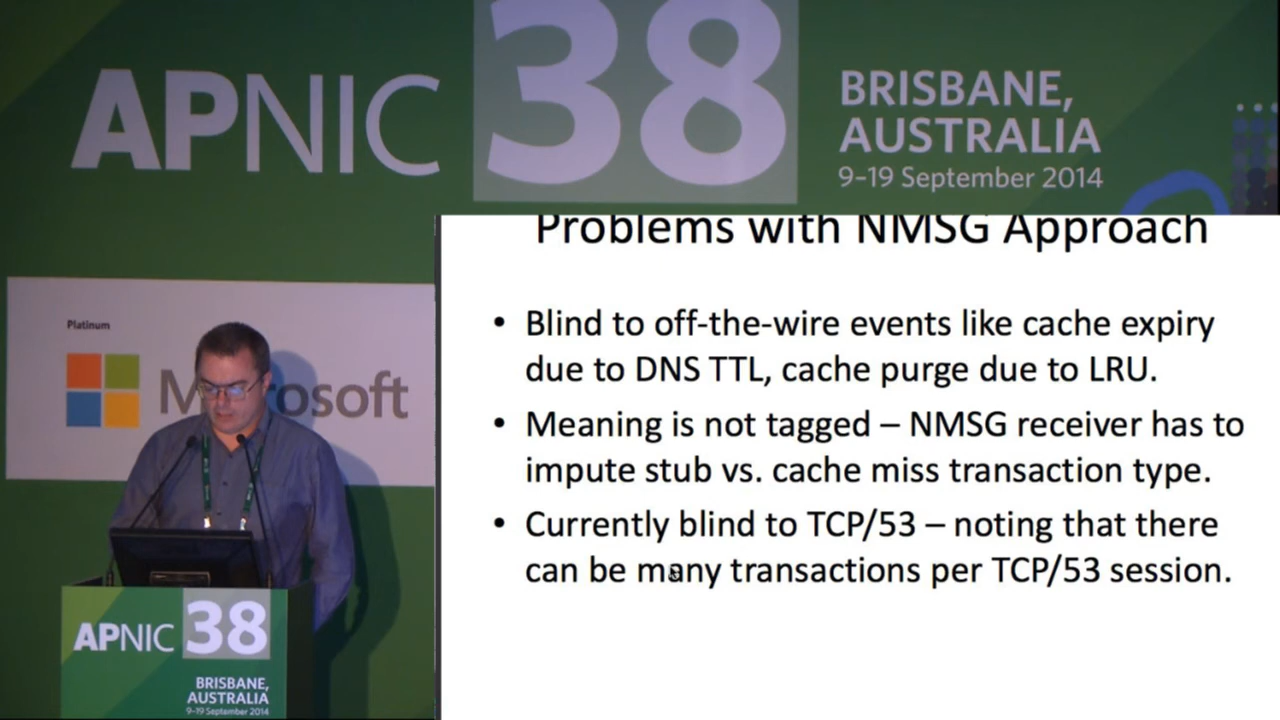 APNIC 38
BRISBANE,
AUSTRALIA
9–19 September 2014
Problems with NMSG Approach
Platinum
Microsoft
• Blind to off-the-wire events like cache expiry
due to DNS TTL, cache purge due to LRU.
• Meaning is not tagged – NMSG receiver has to
impute stub vs. cache miss transaction type.
• Currently blind to TCP/53 – noting that there
can be many transactions per TCP/53 session.
APNIC 38
BRISBANE,
AUSTRALIA
9–19 September 2014